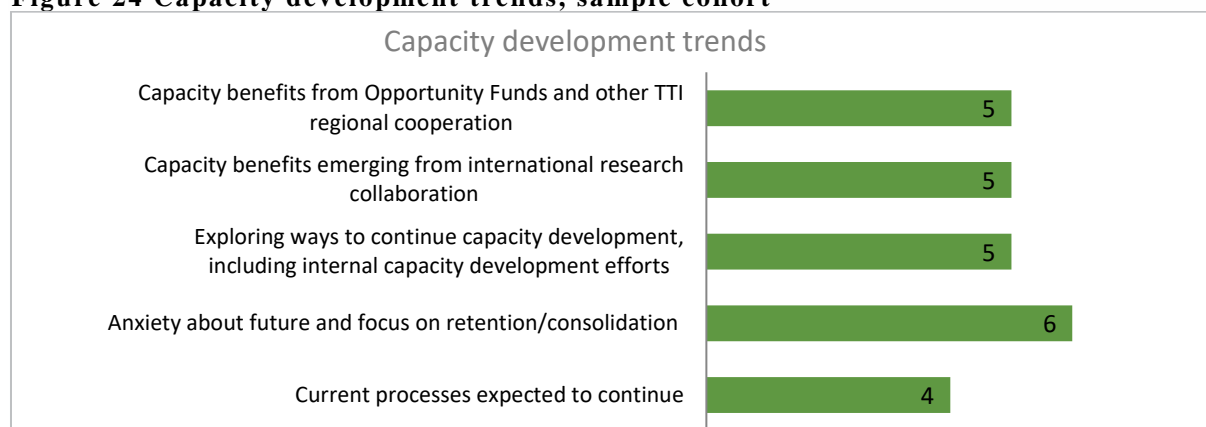 Figure 24 Capacity development trends, sample cohort
Capacity development trends
Capacity benefits from Opportunity Funds and other TTI
regional cooperation
5
Capacity benefits emerging from international research
collaboration
5
Exploring ways to continue capacity development,
including internal capacity development efforts
5
Anxiety about future and focus on retention/consolidation
6
Current processes expected to continue
4